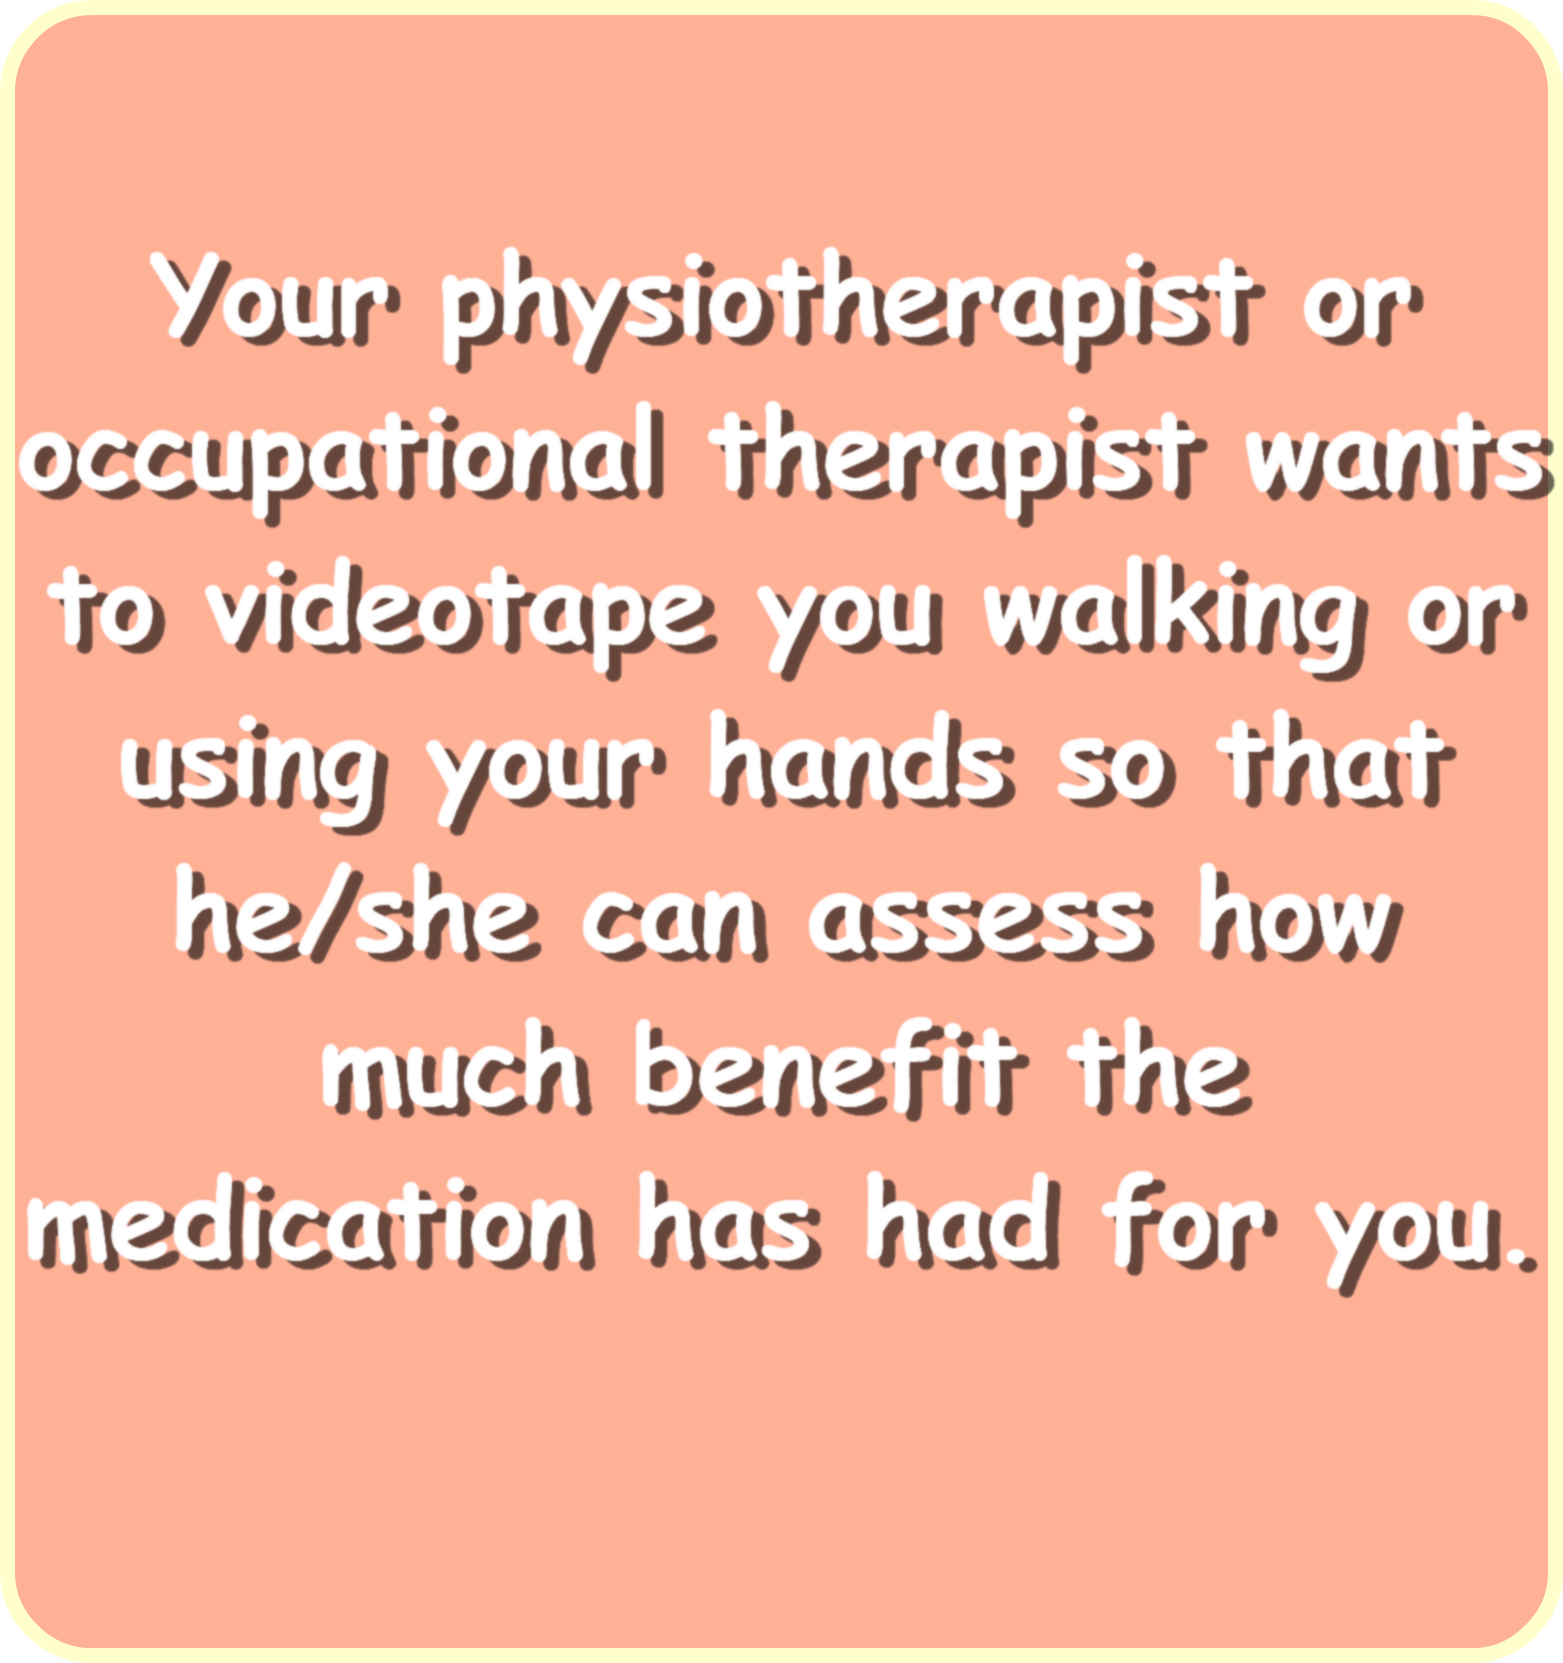 Your physiotherapist or
occupational therapist wants
to videotape you walking or
using your hands so that
he/she can assess how
much benefit the
medication has had for you.